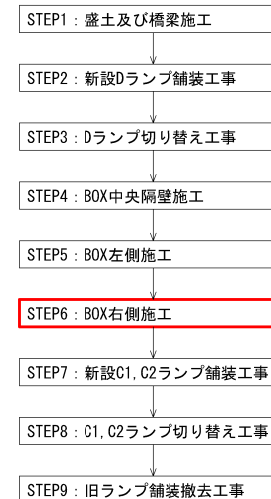 STEP1：盛土及び橋梁施工
STEP2：新設Dランプ舗装工事
STEP3：Dランプ切り替え工事
STEP4：BOX中央隔壁施工
STEP5：BOX左側施工
STEP6：BOX右側施工
STEP7：新設C1,C2ランプ舗装工事
STEP8：C1,C2ランプ切り替え工事
STEP9：旧ランプ舗装撤去工事